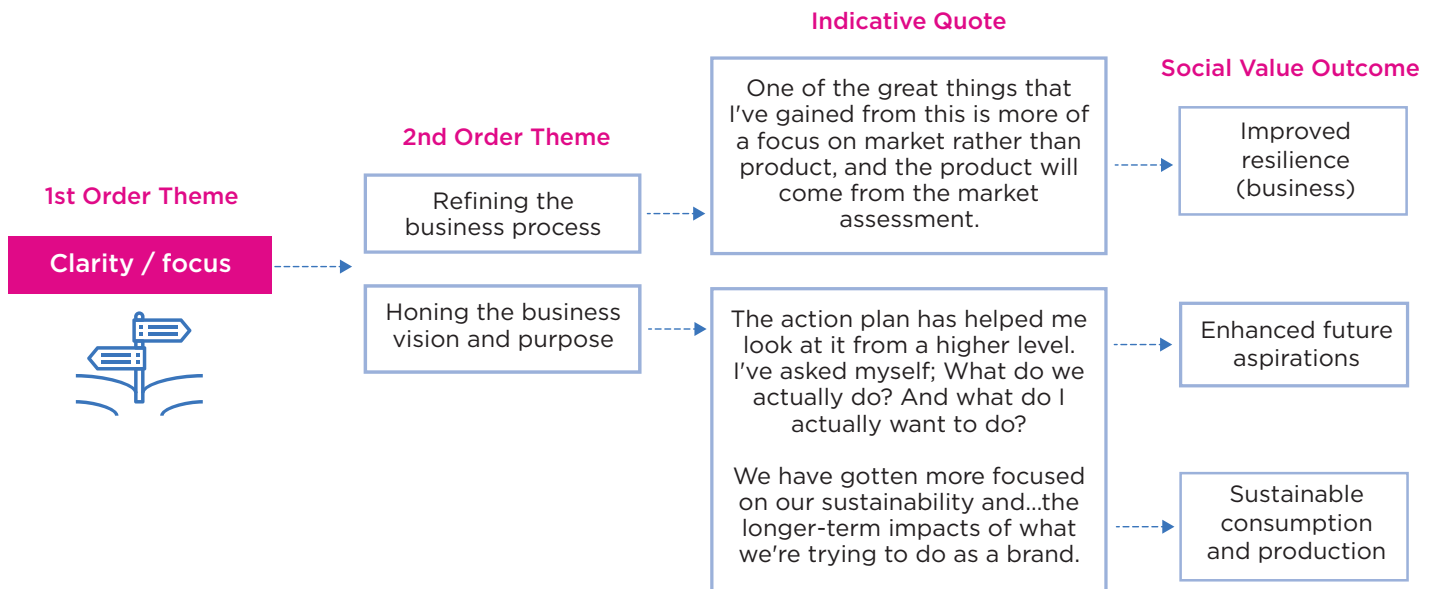 1st Order Theme
Clarity / focus
2nd Order Theme
Refining the
business process
Honing the business
vision and purpose
Indicative Quote
One of the great things that
I've gained from this is more of
a focus on market rather than
product, and the product will
come from the market
assessment.
The action plan has helped me
look at it from a higher level.
I've asked myself; What do we
actually do? And what do I
actually want to do?
We have gotten more focused
on our sustainability and...the
longer-term impacts of what
we're trying to do as a brand.
Social Value Outcome
Improved
resilience
(business)
Enhanced future
aspirations
Sustainable
consumption
and production